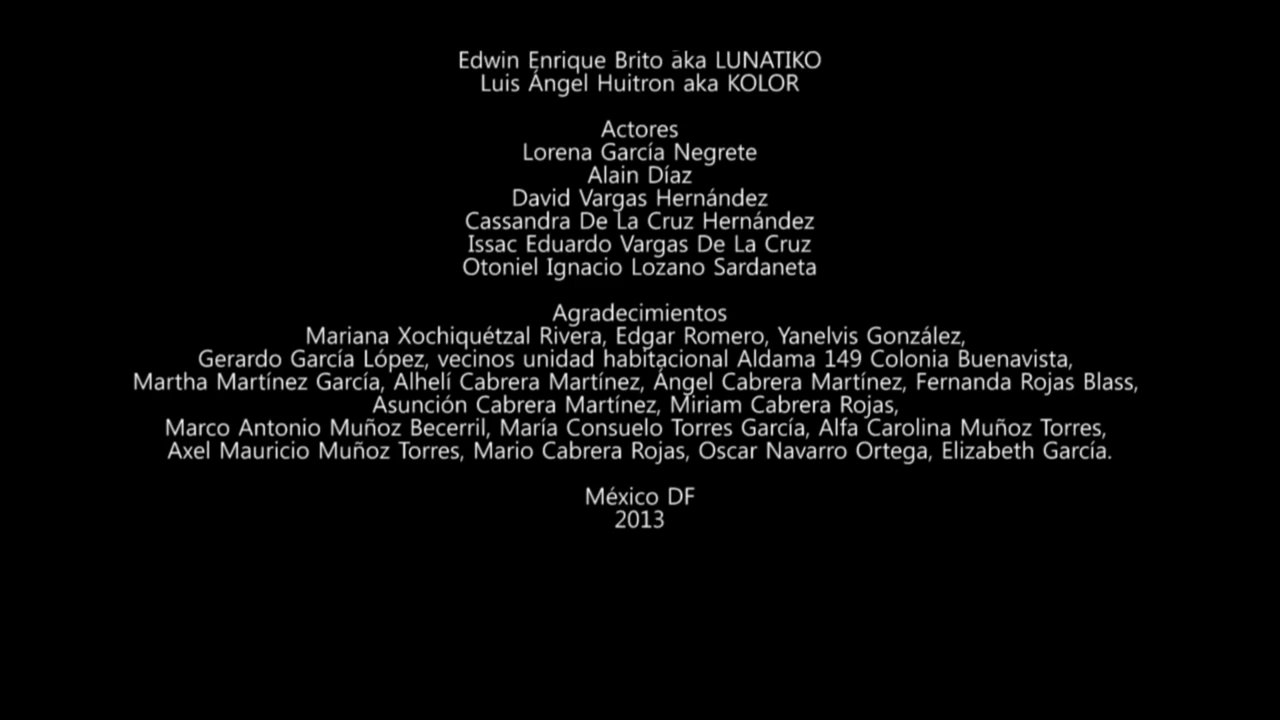 Edwin Enrique Brito aka LUNATIKO
Luis Ángel Huitron aka KOLOR
Actores
Lorena García Negrete
Alain Díaz
David Vargas Hernández
Cassandra De La Cruz Hernández
Issac Eduardo Vargas De La Cruz
Otoniel Ignacio Lozano Sardaneta
Agradecimientos
Mariana Xochiquétzal Rivera, Edgar Romero, Yanelvis González,
Gerardo García López, vecinos unidad habitacional Aldama 149 Colonia Buenavista,
Martha Martínez García, Alhelí Cabrera Martínez, Ángel Cabrera Martínez, Fernanda Rojas Blass,
Asunción Cabrera Martínez, Miriam Cabrera Rojas,
Marco Antonio Muñoz Becerril, María Consuelo Torres García, Alfa Carolina Muñoz Torres,
Axel Mauricio Muñoz Torres, Mario Cabrera Rojas, Oscar Navarro Ortega, Elizabeth García.
México DF
2013